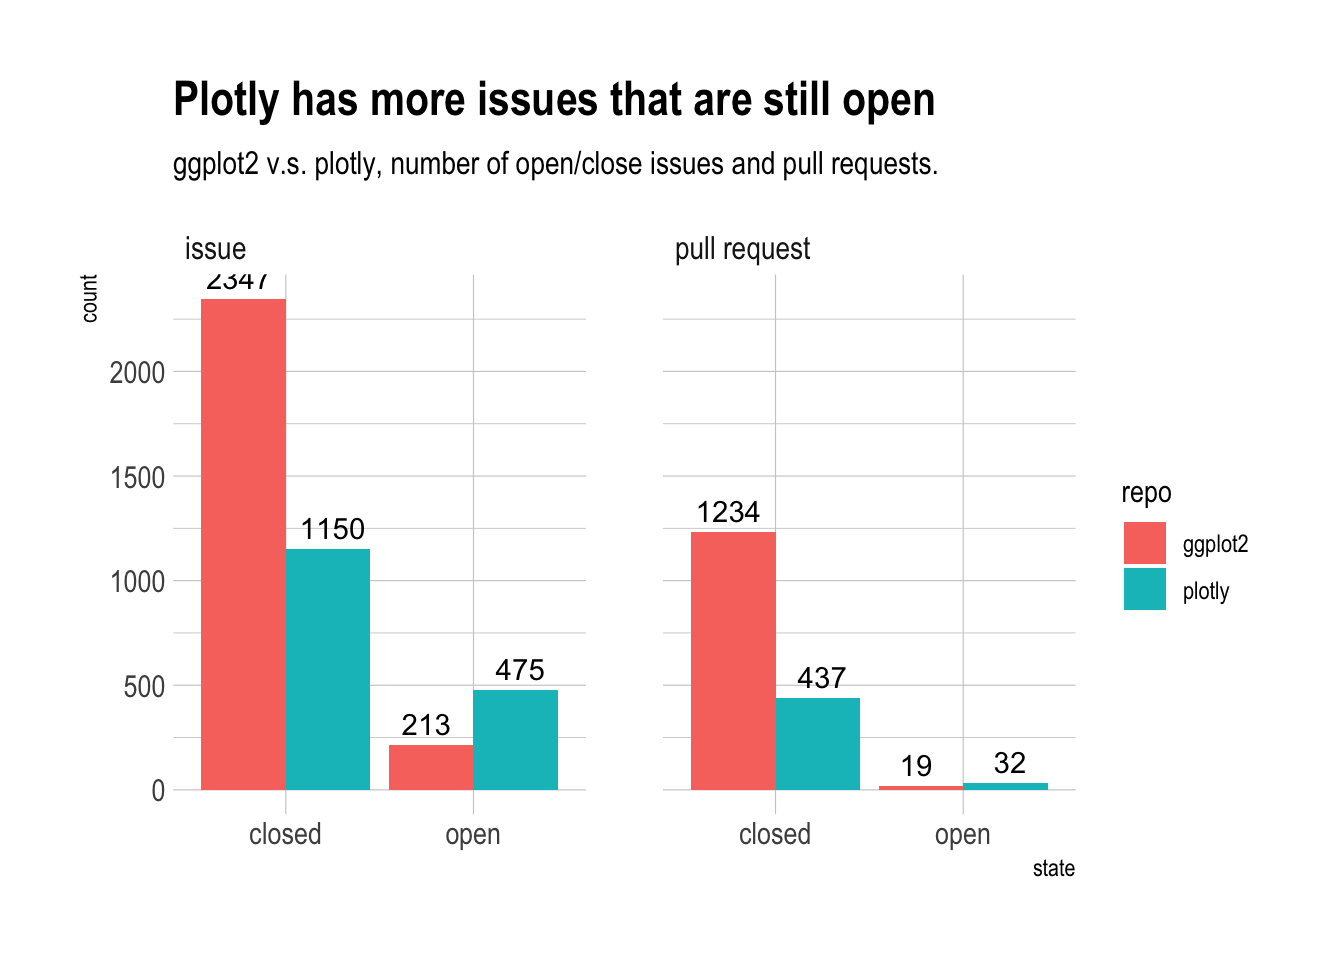 Plotly has more issues that are still open
ggplot2 v.s. plotly, number of open/close issues and pull requests.
issue
pull request
count
2347
2000
1500
1234
1150
repo
ggplot2
plotly
1000
475
437
500
213
19
32
0
closed
open
closed
open
state